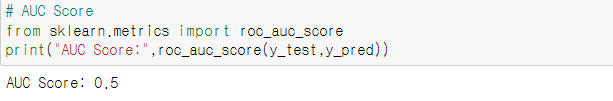 # AUC Score
from sklearn.metrics import roc_auc_score
print("AUC Score:",roc_auc_score(y_test,y_pred))
AUC Score: 0.5